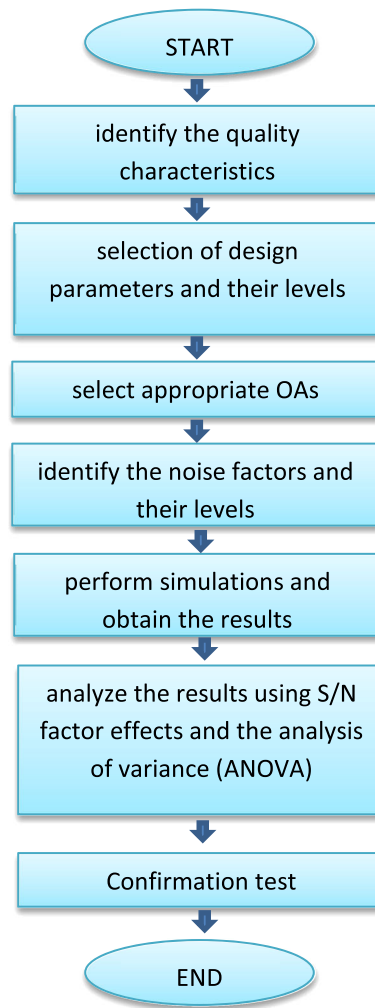 START
identify the quality
characteristics
selection of design
parameters and their levels
select appropriate OAs
identify the noise factors and
their levels
perform simulations and
obtain the results
analyze the results using S/N
factor effects and the analysis
of variance (ANOVA)
Confirmation test
END